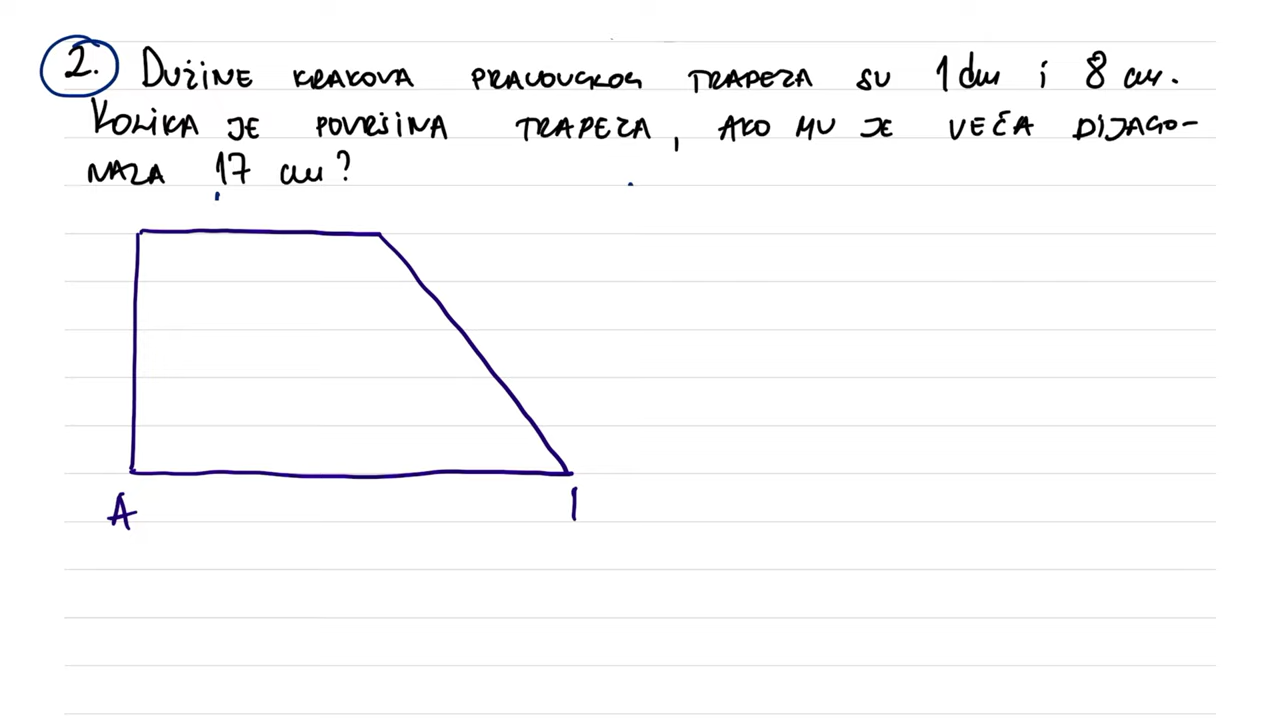 2. DUŽINE KRAKOVA PRAVOUGLOG TRAPEZA SU 1 dm i 8 cm.
KOLIKA JE POVRŠINA TRAPEZA, AKO MU JE VEĆA DIJAGO-
NALA 17 cm?
A